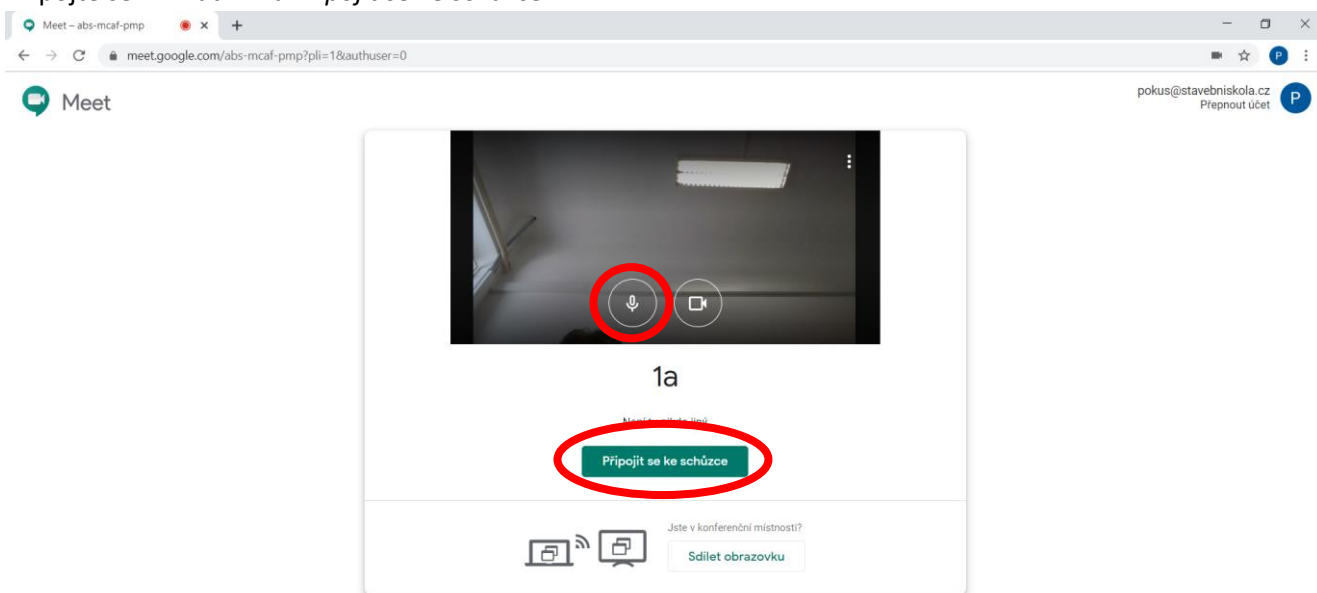 Meet – abs-mcaf-pmp
meet.google.com/abs-mcaf-pmp?pli=1&authuser=0
P
Meet
pokus@stavebniskola.cz
Přepnout účet
P
1a
Připojit se ke schůzce
Jste v konferenční místnosti?
Sdílet obrazovku